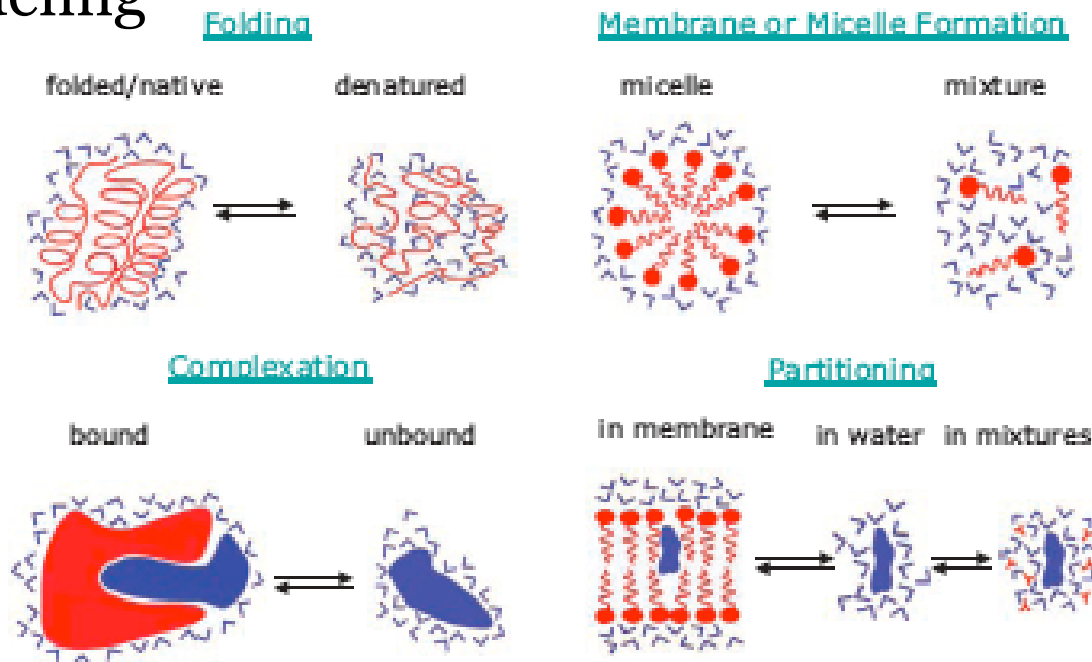 Folding
Membrane or Micelle Formation
folded/native
denatured
micelle
mixture
Complexation
Partitioning
bound
unbound
in membrane
in water
in mixtures